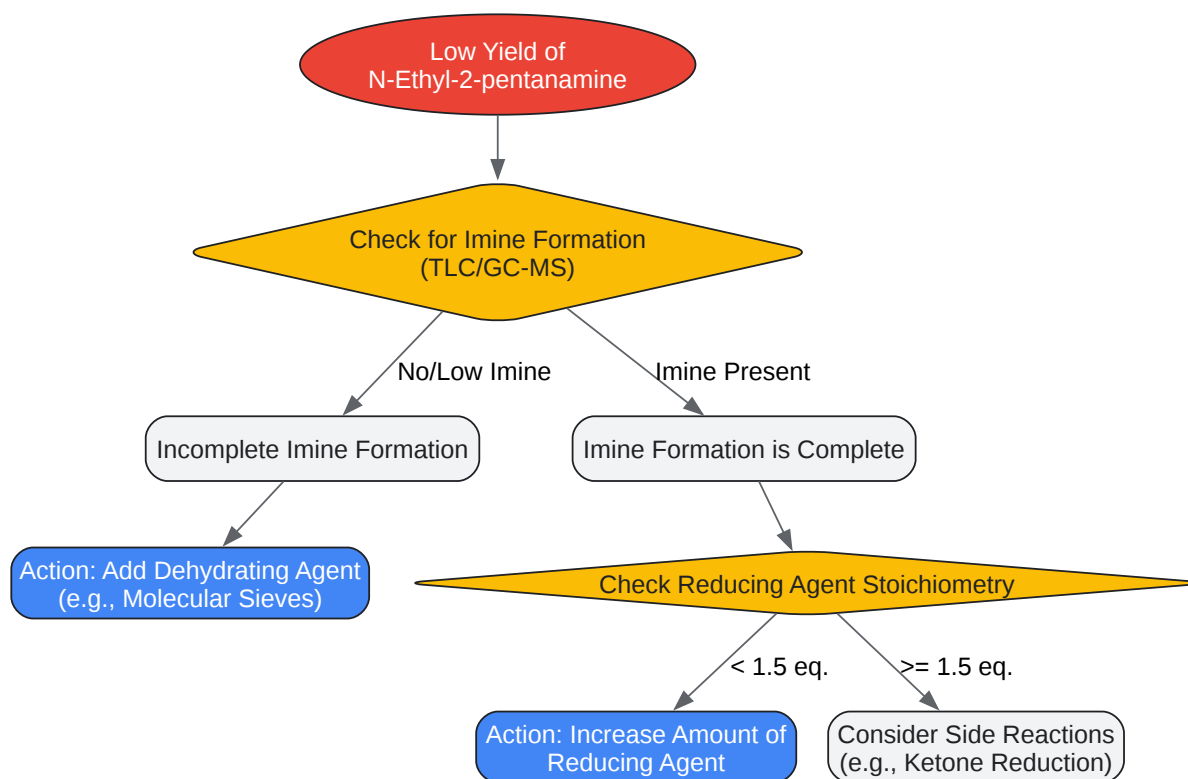 Low Yield of
N-Ethyl-2-pentanamine
Check for Imine Formation
(TLC/GC-MS)
No/Low Imine
Imine Present
Incomplete Imine Formation
Imine Formation is Complete
Action: Add Dehydrating Agent
(e.g., Molecular Sieves)
Check Reducing Agent Stoichiometry
< 1.5 eq.
>= 1.5 eq.
Action: Increase Amount of
Reducing Agent
Consider Side Reactions
(e.g., Ketone Reduction)